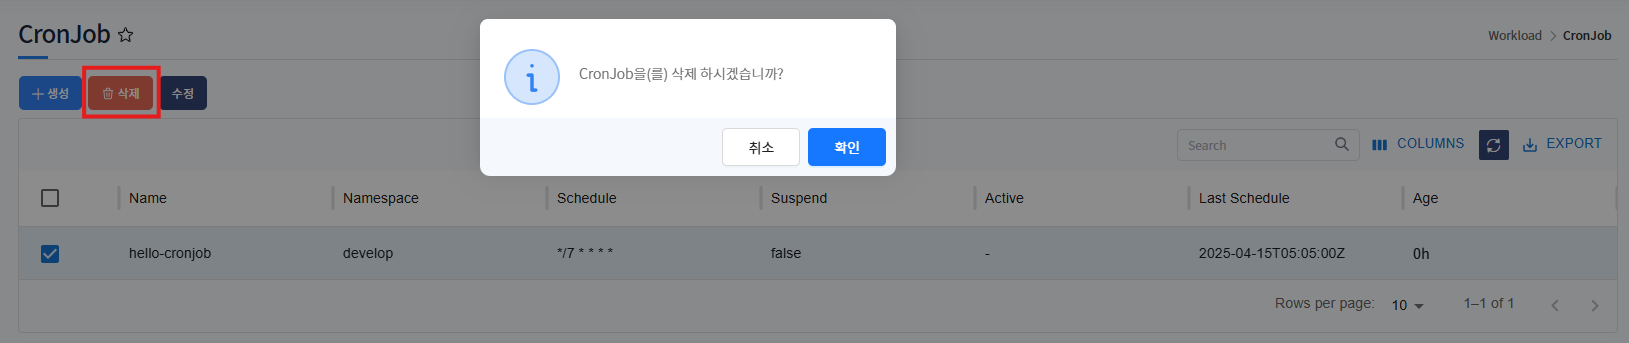 CronJob
Workload > CronJob
CronJob을(를) 삭제 하시겠습니까?
취소 확인
생성 삭제 수정
Search COLUMNS EXPORT
Name Namespace Schedule Suspend Active Last Schedule Age
hello-cronjob develop */7 * * * * false - 2025-04-15T05:05:00Z 0h
Rows per page: 10 1–1 of 1